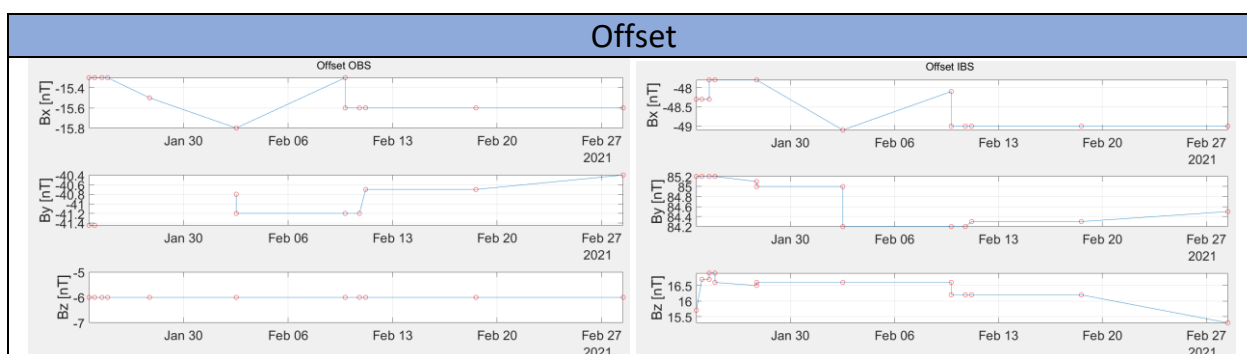 Offset
Offset OBS
Bx [nT]
-15.4
-15.6
-15.8
Jan 30
Feb 06
Feb 13
Feb 20
Feb 27
2021
By [nT]
-40.4
-40.6
-40.8
-41
-41.2
-41.4
Jan 30
Feb 06
Feb 13
Feb 20
Feb 27
2021
Bz [nT]
-5
-6
-7
Jan 30
Feb 06
Feb 13
Feb 20
Feb 27
2021
Offset IBS
Bx [nT]
-48
-48.5
-49
Jan 30
Feb 06
Feb 13
Feb 20
Feb 27
2021
By [nT]
85.2
85
84.8
84.6
84.4
84.2
Jan 30
Feb 06
Feb 13
Feb 20
Feb 27
2021
Bz [nT]
16.5
16
15.5
Jan 30
Feb 06
Feb 13
Feb 20
Feb 27
2021